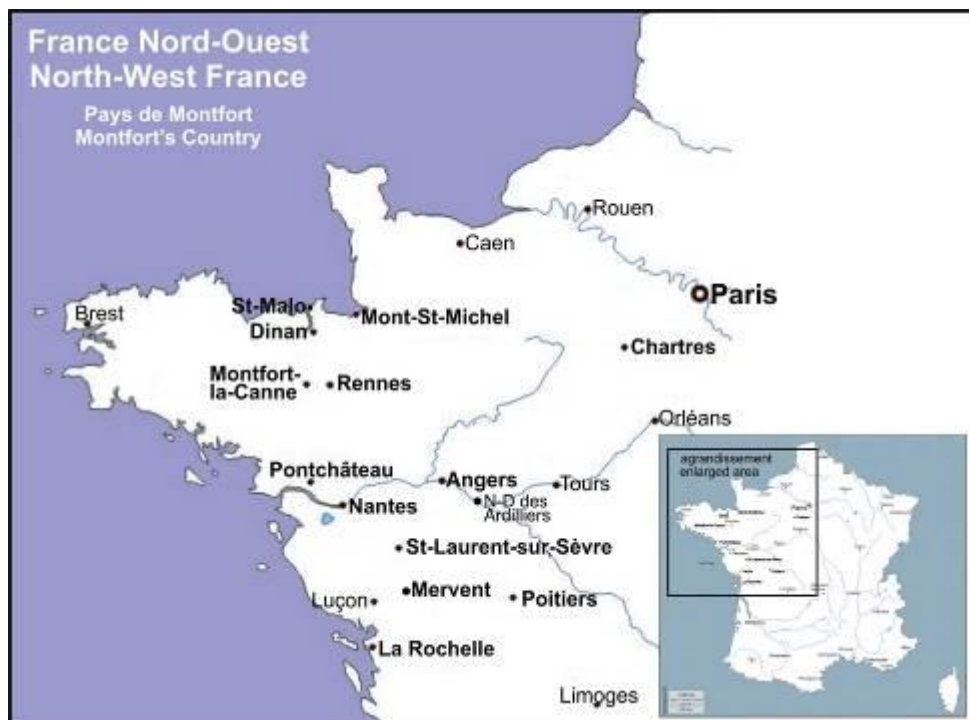 France Nord-Ouest
North-West France
Pays de Montfort
Montfort's Country
Rouen
Caen
Paris
St-Malo
Brest
Mont-St-Michel
Dinan
Chartres
Montfort-
la-Canne
Rennes
Orléans
agrandissement
enlarged area
Pontchâteau
Angers
Tours
Nantes
N-D des
Ardilliers
St-Laurent-sur-Sèvre
Mervent
Luçon
Poitiers
La Rochelle
Limoges
Paris